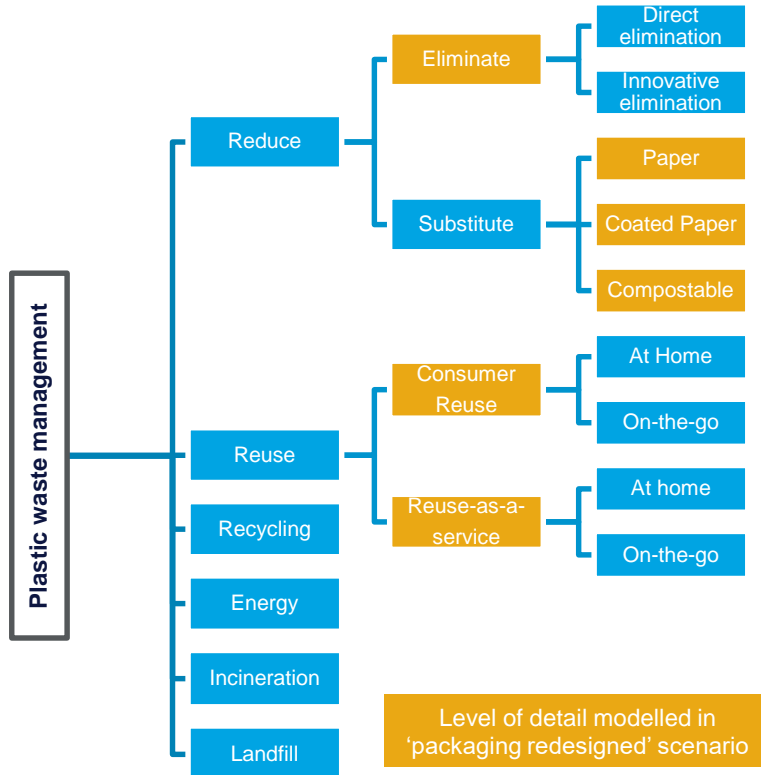 Plastic waste management
Reduce
Eliminate
Direct
elimination
Innovative
elimination
Substitute
Paper
Coated Paper
Compostable
Reuse
Consumer
Reuse
At Home
On-the-go
Reuse-as-a-
service
At home
On-the-go
Recycling
Energy
Incineration
Landfill
Level of detail modelled in
‘packaging redesigned’ scenario